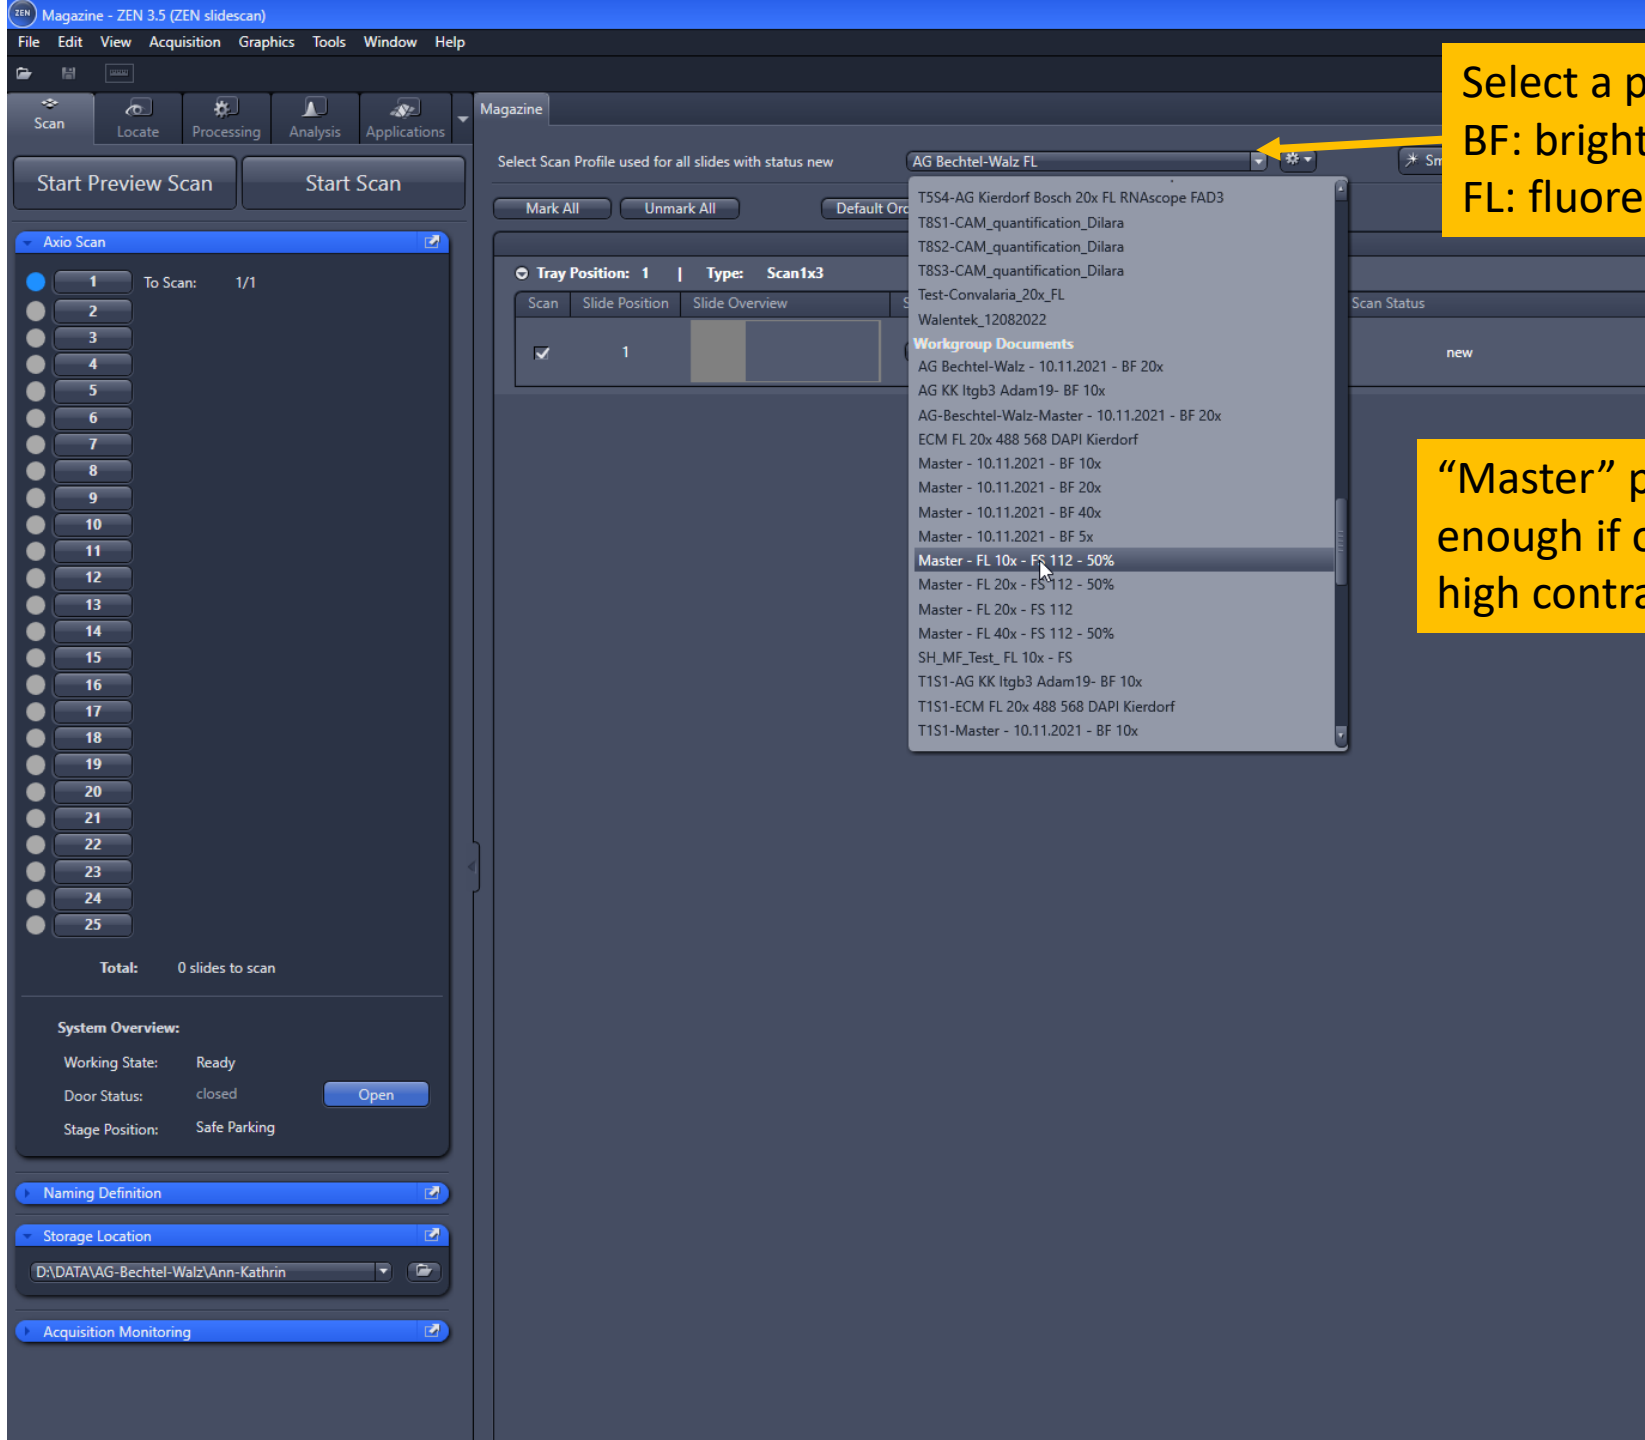 ZEN Magazine - ZEN 3.5 (ZEN slidescan)
File Edit View Acquisition Graphics Tools Window Help
Scan Locate Processing Analysis Applications
Start Preview Scan Start Scan
Axio Scan
1 To Scan: 1/1
2
3
4
5
6
7
8
9
10
11
12
13
14
15
16
17
18
19
20
21
22
23
24
25
Total: 0 slides to scan
System Overview:
Working State: Ready
Door Status: closed Open
Stage Position: Safe Parking
Naming Definition
Storage Location
D:\DATA\AG-Bechtel-Walz\Ann-Kathrin
Acquisition Monitoring
Magazine
Select Scan Profile used for all slides with status new AG Bechtel-Walz FL
Mark All Unmark All Default
Tray Position: 1 | Type: Scan1x3
Scan Slide Position Slide Overview Scan Status
1 new
T5S4-AG Kierdorf Bosch 20x FL RNAscope FAD3
T8S1-CAM_quantification_Dilara
T8S2-CAM_quantification_Dilara
T8S3-CAM_quantification_Dilara
Test-Convalaria_20x_FL
Walentek_12082022
Workgroup Documents
AG Bechtel-Walz - 10.11.2021 - BF 20x
AG KK Itgb3 Adam19- BF 10x
AG-Beschtel-Walz-Master - 10.11.2021 - BF 20x
ECM FL 20x 488 568 DAPI Kierdorf
Master - 10.11.2021 - BF 10x
Master - 10.11.2021 - BF 20x
Master - 10.11.2021 - BF 40x
Master - 10.11.2021 - BF 5x
Master - FL 10x - FS 112 - 50%
Master - FL 20x - FS 112 - 50%
Master - FL 20x - FS 112
Master - FL 40x - FS 112 - 50%
SH_MF_Test_ FL 10x - FS
T1S1-AG KK Itgb3 Adam19- BF 10x
T1S1-ECM FL 20x 488 568 DAPI Kierdorf
T1S1-Master - 10.11.2021 - BF 10x
Select a p
BF: bright
FL: fluore
“Master” p
enough if
high contra